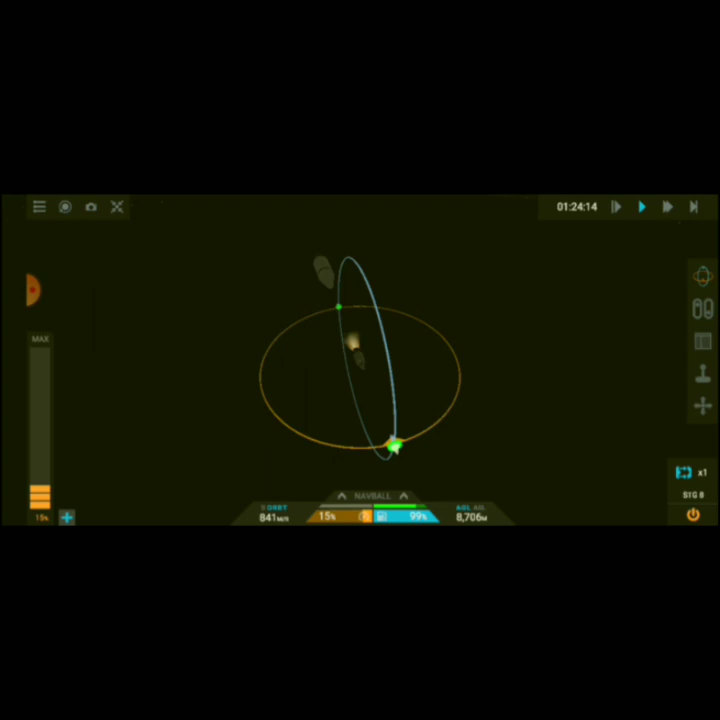 01:24:14
MAX
x1
STG 8
NAVBALL
ORBT
841M/S
15%
99%
AGL
8,706M
15%